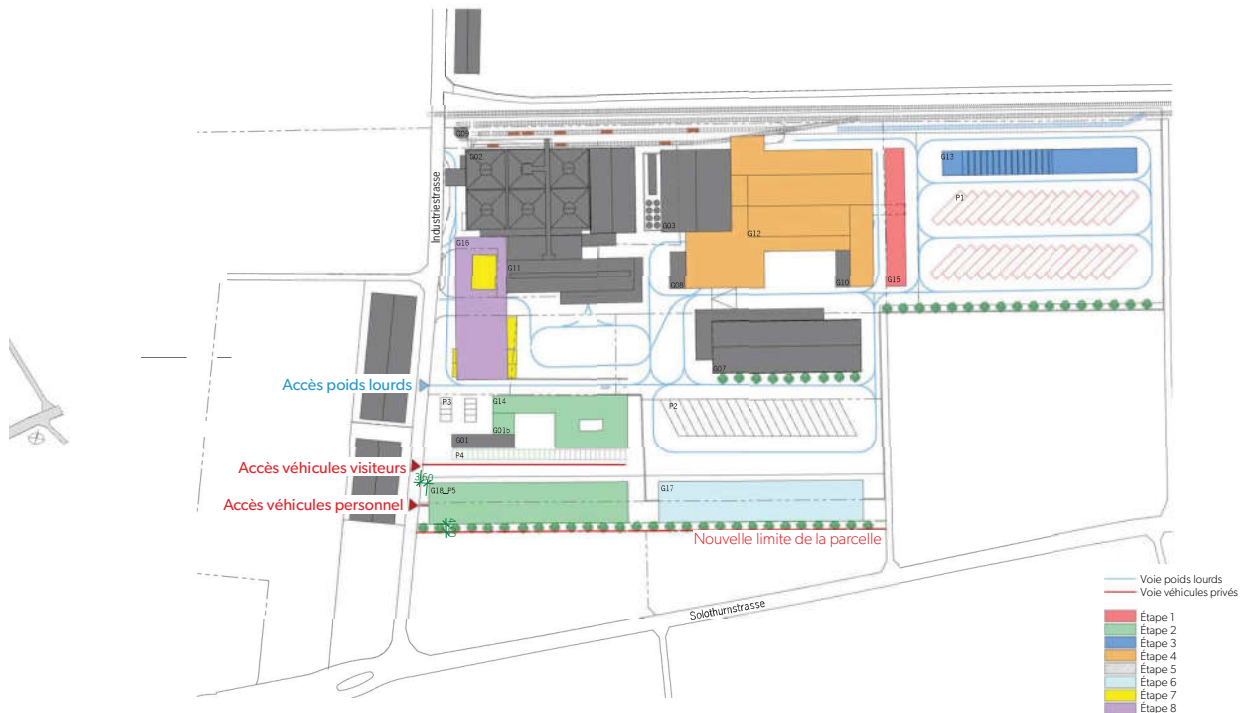 G09
G02
G13
P1
G03
G12
Industriestrasse
G16
G11
G08
G10
G15
G07
Accès poids lourds
P3
G14
P2
G01b
G01
P4
Accès véhicules visiteurs
3,60
G18_P5
G17
Accès véhicules personnel
Nouvelle limite de la parcelle
Solothurnstrasse
Voie poids lourds
Voie véhicules privés
Étape 1
Étape 2
Étape 3
Étape 4
Étape 5
Étape 6
Étape 7
Étape 8